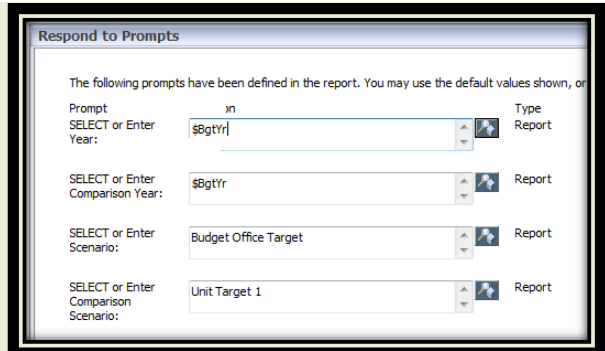 Respond to Prompts
The following prompts have been defined in the report. You may use the default values shown, or
Prompt Type
SELECT or Enter Year: $BgtYr Report
SELECT or Enter Comparison Year: $BgtYr Report
SELECT or Enter Scenario: Budget Office Target Report
SELECT or Enter Comparison Scenario: Unit Target 1 Report